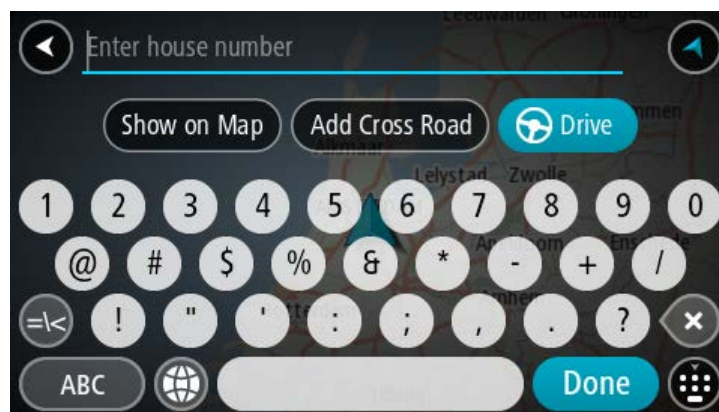 Leeuwarden Groningen
Enter house number
Show on Map Add Cross Road Drive
Alkmaar
Lelystad Zwolle
1 2 3 4 5 6 7 8 9 0
@ # $ % & * - + /
=\< ! " ' : ; , . ?
ABC Done